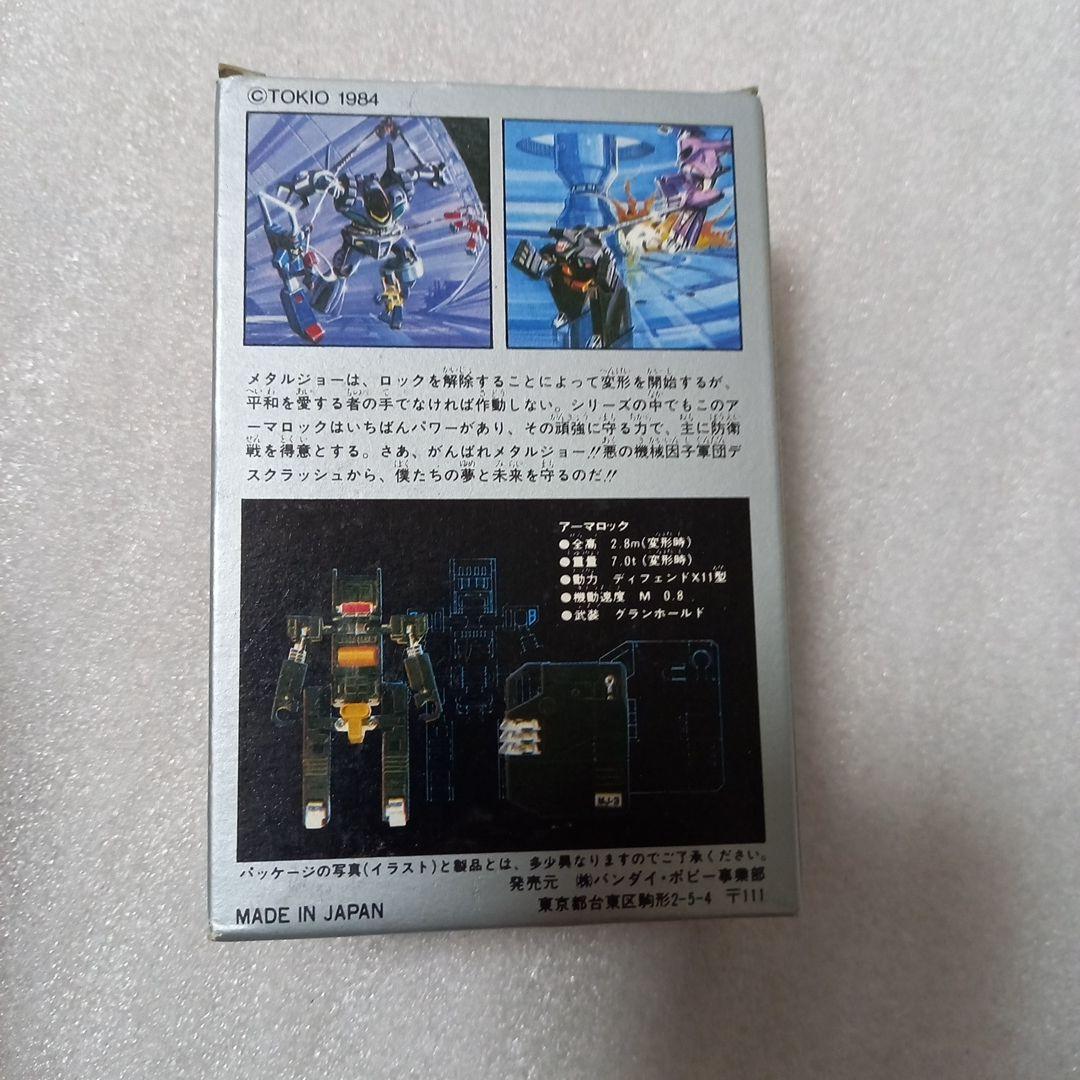 ©TOKIO 1984
メタルジョーは、ロックを解除することによって変形を開始するが、
平和を愛する者の手でなければ作動しない。シリーズの中でもこのア
ーマロックはいちばんパワーがあり、その頑強に守る力で、主に防衛
戦を得意とする。さあ、がんばれメタルジョー!!悪の機械因子軍団デ
スクラッシュから、僕たちの夢と未来を守るのだ!!
アーマロック
●全高 2.8m(変形時)
●重量 7.0t(変形時)
●動力 ディフェンドX11型
●機動速度 M 0.8
●武装 グランホールド
MJ-3
パッケージの写真(イラスト)と製品とは、多少異なりますのでご了承ください。
発売元 ㈱バンダイ・ポピー事業部
東京都台東区駒形2-5-4 〒111
MADE IN JAPAN